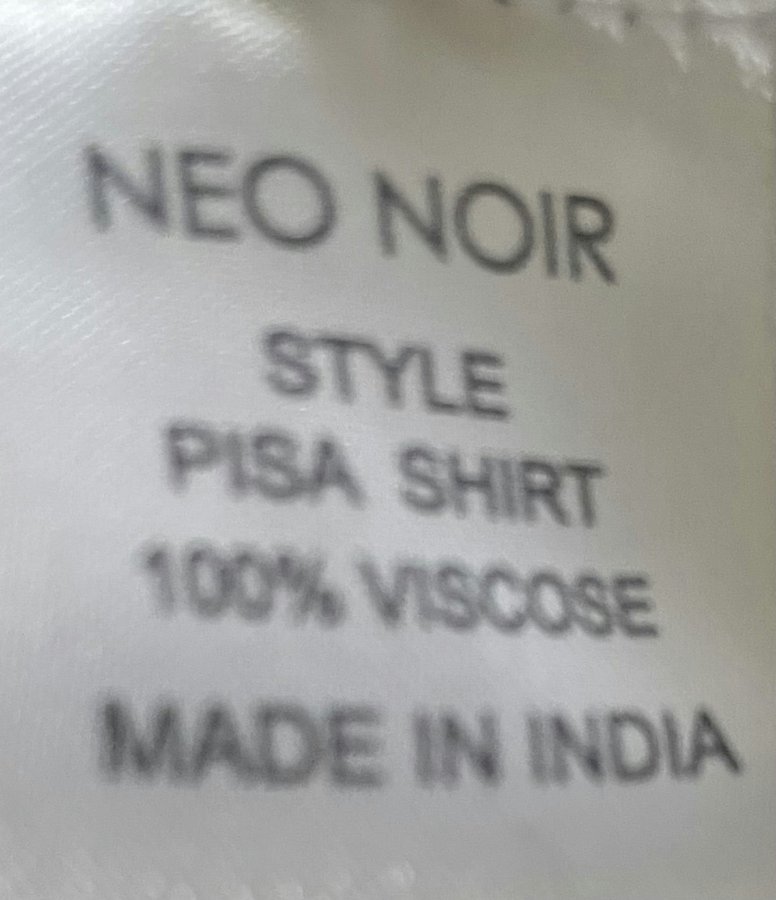 NEO NOIR
STYLE
PISA SHIRT
100% VISCOSE
MADE IN INDIA